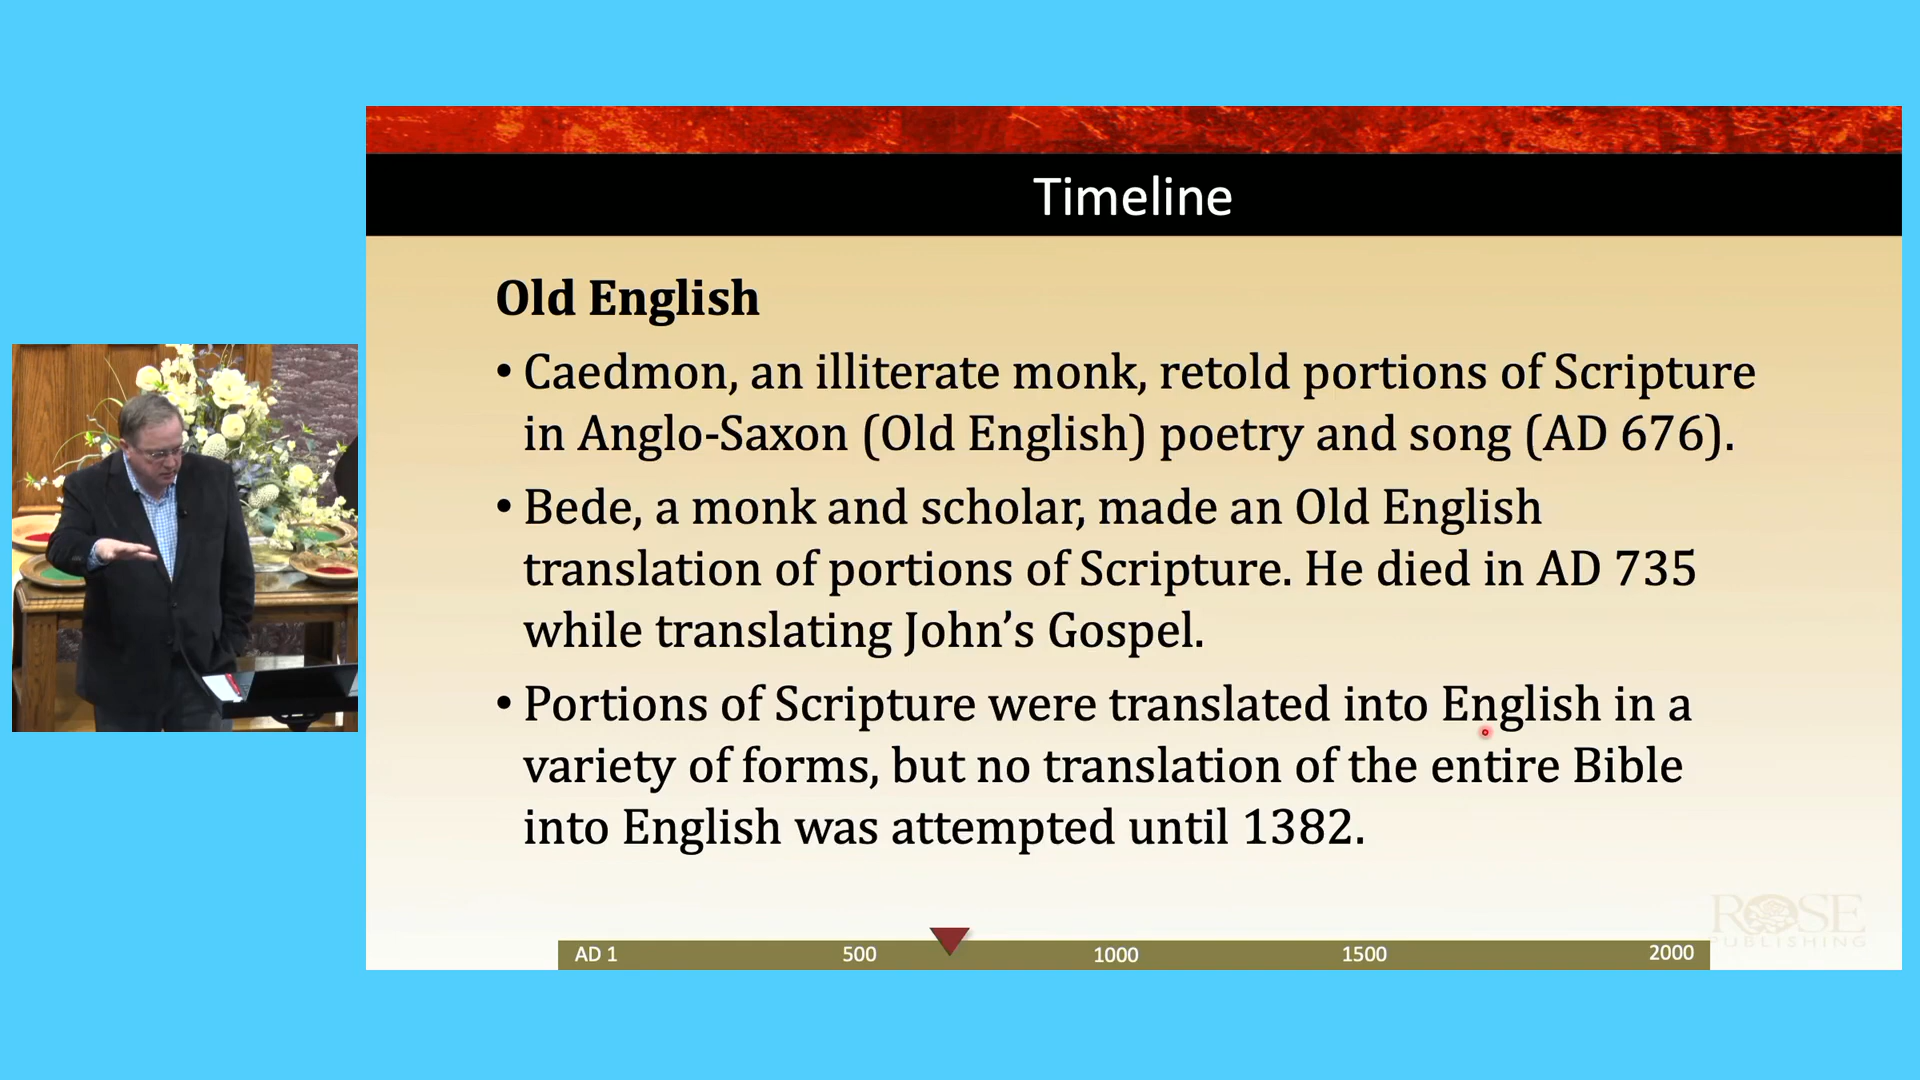 Timeline
Old English
• Caedmon, an illiterate monk, retold portions of Scripture
in Anglo-Saxon (Old English) poetry and song (AD 676).
• Bede, a monk and scholar, made an Old English
translation of portions of Scripture. He died in AD 735
while translating John’s Gospel.
• Portions of Scripture were translated into English in a
variety of forms, but no translation of the entire Bible
into English was attempted until 1382.
ROSE
PUBLISHING
AD 1 500 1000 1500 2000